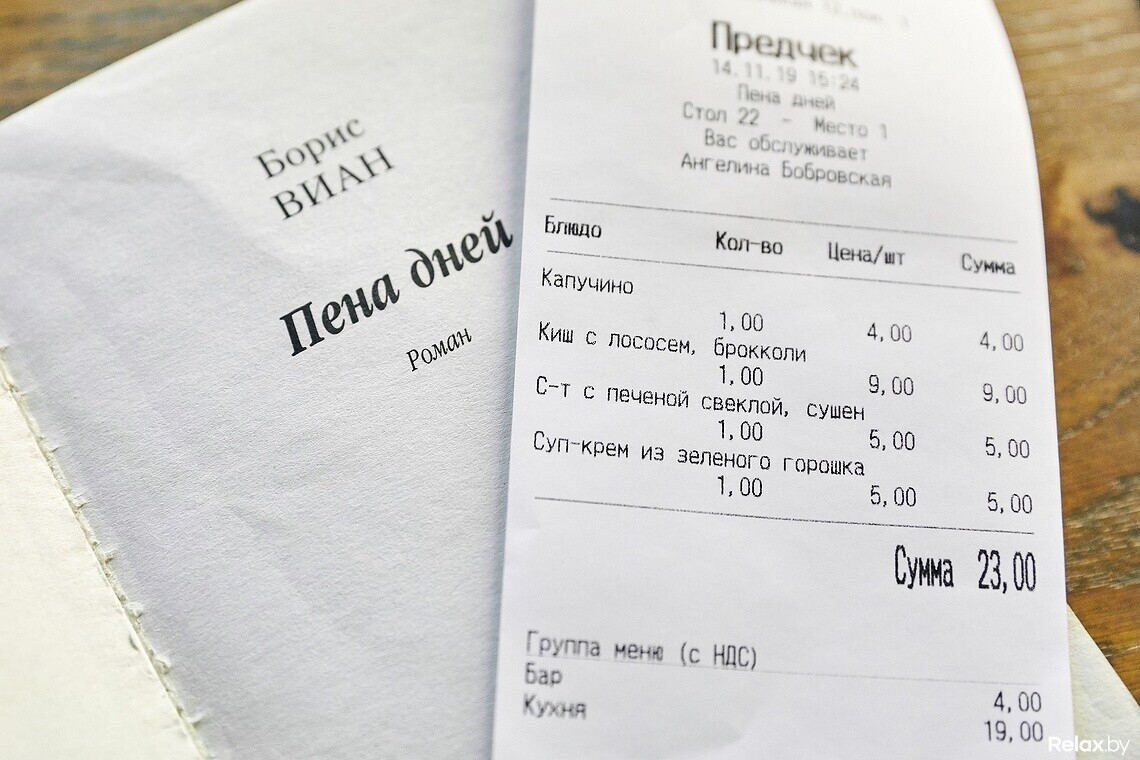 Борис
ВИАН
Пена дней
Роман
Предчек
14.11.19 15:24
Пена дней
Стол 22 - Место 1
Вас обслуживает
Ангелина Бобровская
Блюдо Кол-во Цена/шт Сумма
Капучино
1,00 4,00 4,00
Киш с лососем, брокколи
1,00 9,00 9,00
С-т с печеной свеклой, сушен
1,00 5,00 5,00
Суп-крем из зеленого горошка
1,00 5,00 5,00
Сумма 23,00
Группа меню (с НДС)
Бар 4,00
Кухня 19,00
Relax.by